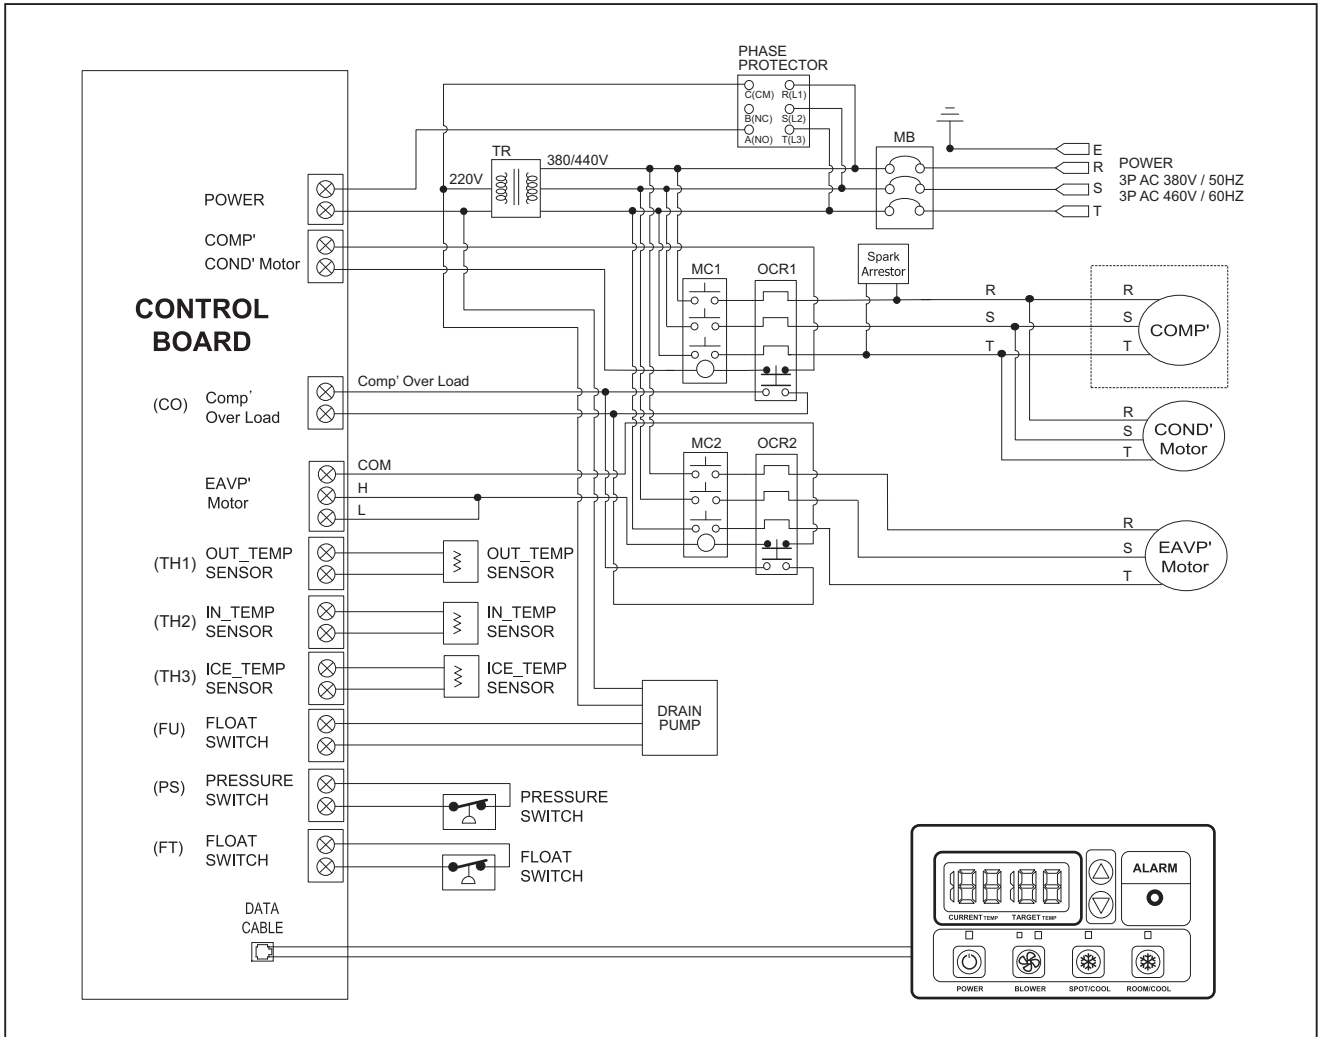 PHASE
PROTECTOR
C(CM) R(L1)
B(NC) S(L2)
A(NO) T(L3)
MB
E
R
S
T
POWER
3P AC 380V / 50HZ
3P AC 460V / 60HZ
TR
380/440V
220V
POWER
COMP'
COND' Motor
CONTROL
BOARD
MC1
OCR1
Spark
Arrestor
R
S
T
R
S
T
COMP'
(CO) Comp'
Over Load
Comp' Over Load
R
S
T
COND'
Motor
MC2
OCR2
EAVP'
Motor
COM
H
L
R
S
T
EAVP'
Motor
(TH1) OUT_TEMP
SENSOR
OUT_TEMP
SENSOR
(TH2) IN_TEMP
SENSOR
IN_TEMP
SENSOR
(TH3) ICE_TEMP
SENSOR
ICE_TEMP
SENSOR
(FU) FLOAT
SWITCH
DRAIN
PUMP
(PS) PRESSURE
SWITCH
PRESSURE
SWITCH
(FT) FLOAT
SWITCH
FLOAT
SWITCH
DATA
CABLE
188 188
CURRENT TEMP TARGET TEMP
ALARM
POWER BLOWER SPOT/COOL ROOM/COOL